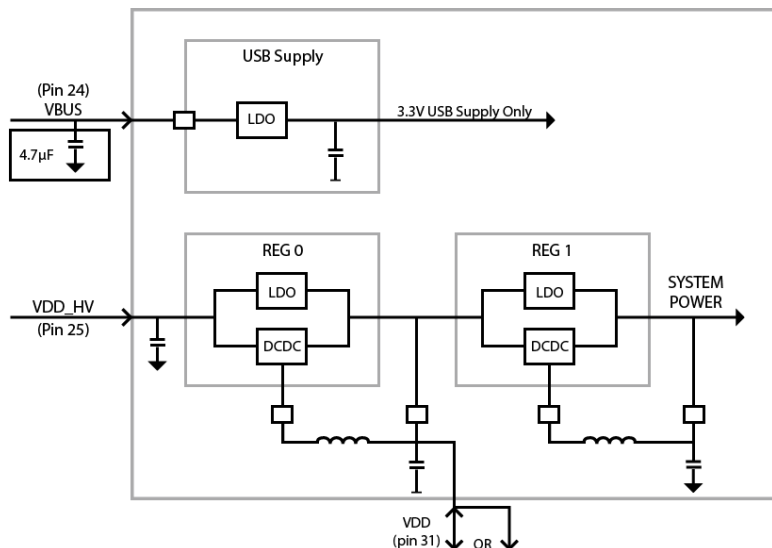 USB Supply
(Pin 24)
VBUS
LDO
3.3V USB Supply Only
4.7µF
REG 0
REG 1
LDO
LDO
SYSTEM
POWER
VDD_HV
(Pin 25)
DCDC
DCDC
VDD
(pin 31)
OR